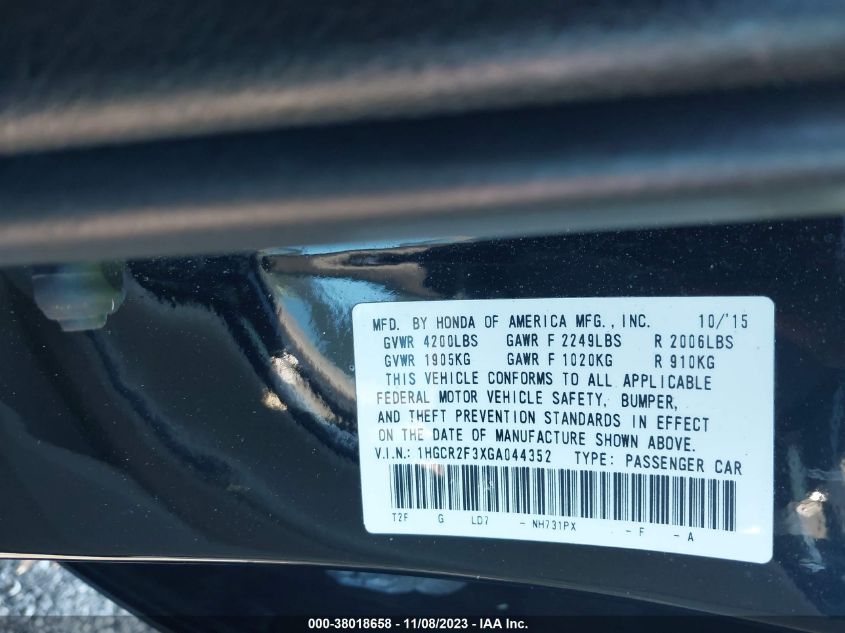 MFD. BY HONDA OF AMERICA MFG., INC. 10/'15
GVWR 4200LBS GAWR F 2249LBS R 2006LBS
GVWR 1905KG GAWR F 1020KG R 910KG
THIS VEHICLE CONFORMS TO ALL APPLICABLE
FEDERAL MOTOR VEHICLE SAFETY, BUMPER,
AND THEFT PREVENTION STANDARDS IN EFFECT
ON THE DATE OF MANUFACTURE SHOWN ABOVE.
V.I.N.: 1HGCR2F3XGA044352 TYPE: PASSENGER CAR
T2F G LD7 - NH731PX - F - A
000-38018658 - 11/08/2023 - IAA Inc.